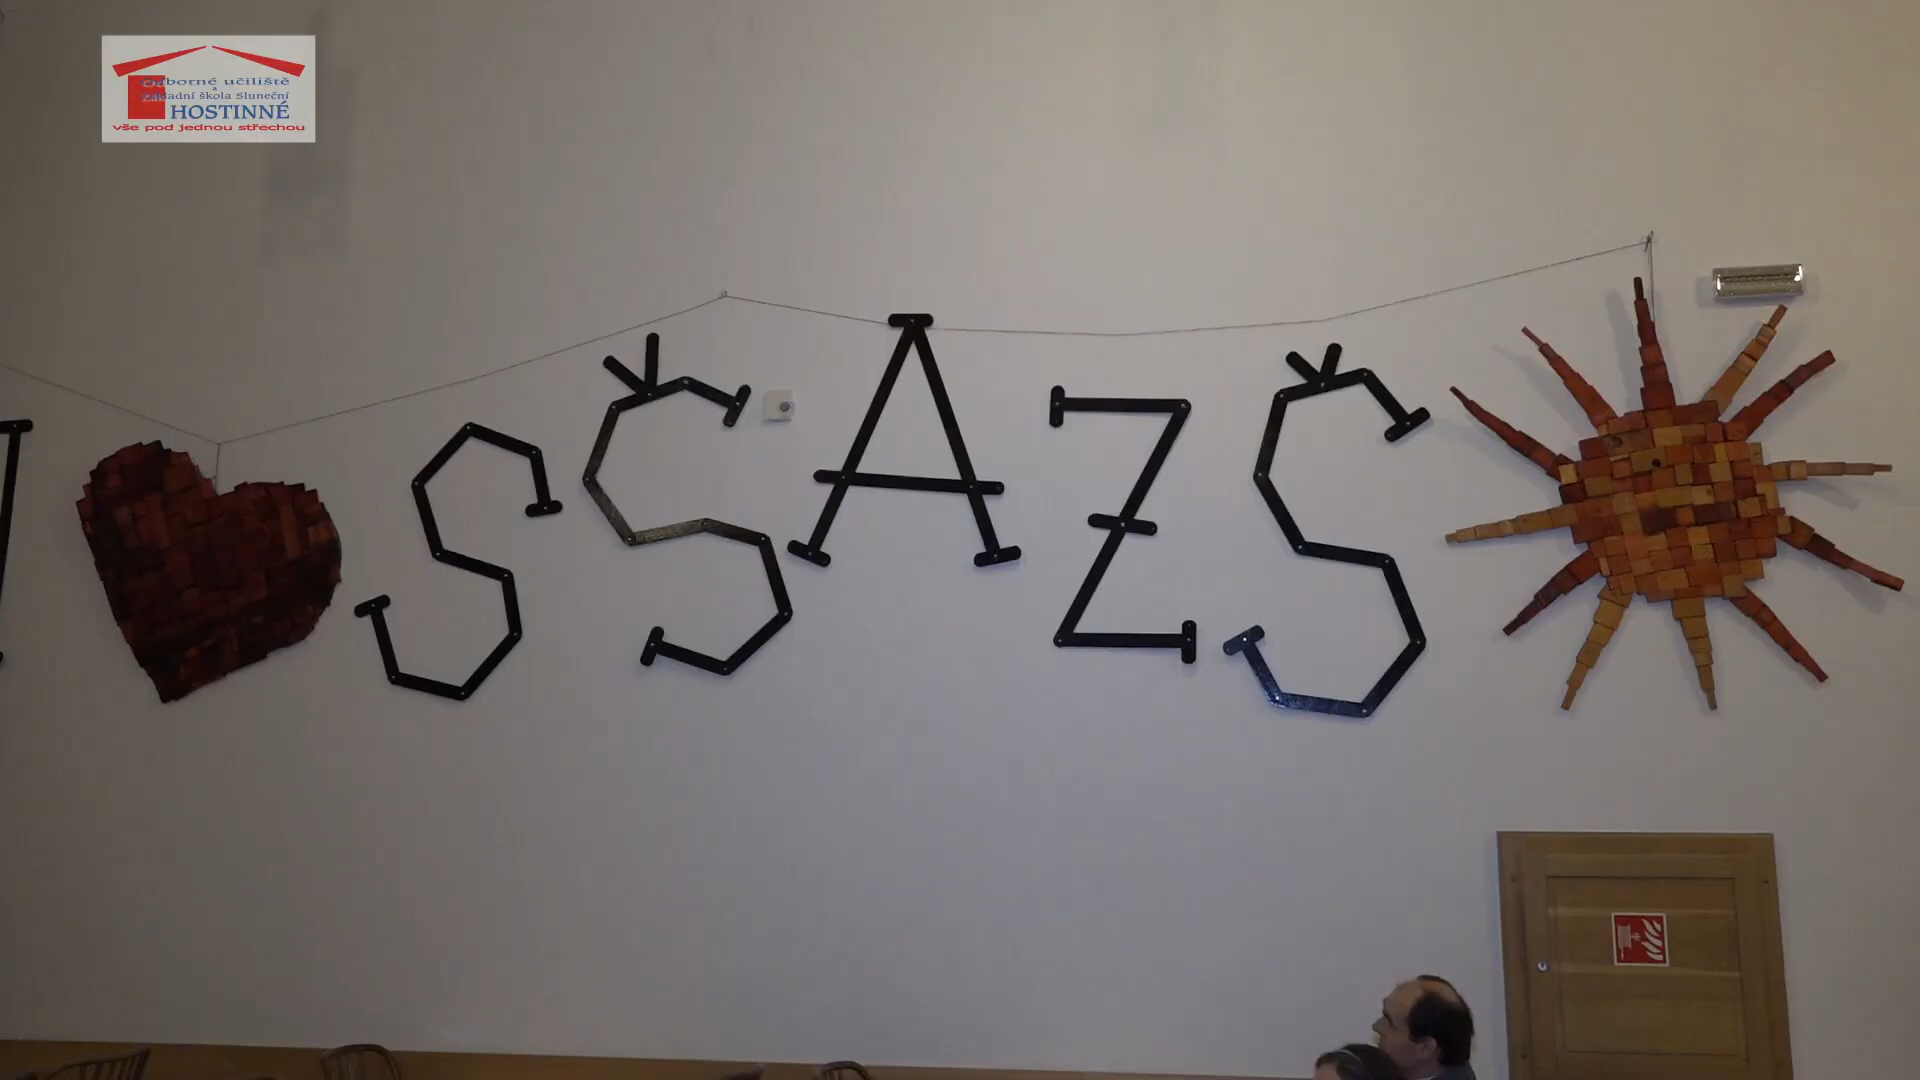 Odborné učiliště
a
Základní škola Sluneční
HOSTINNÉ
vše pod jednou střechou
I SŠAZŠ